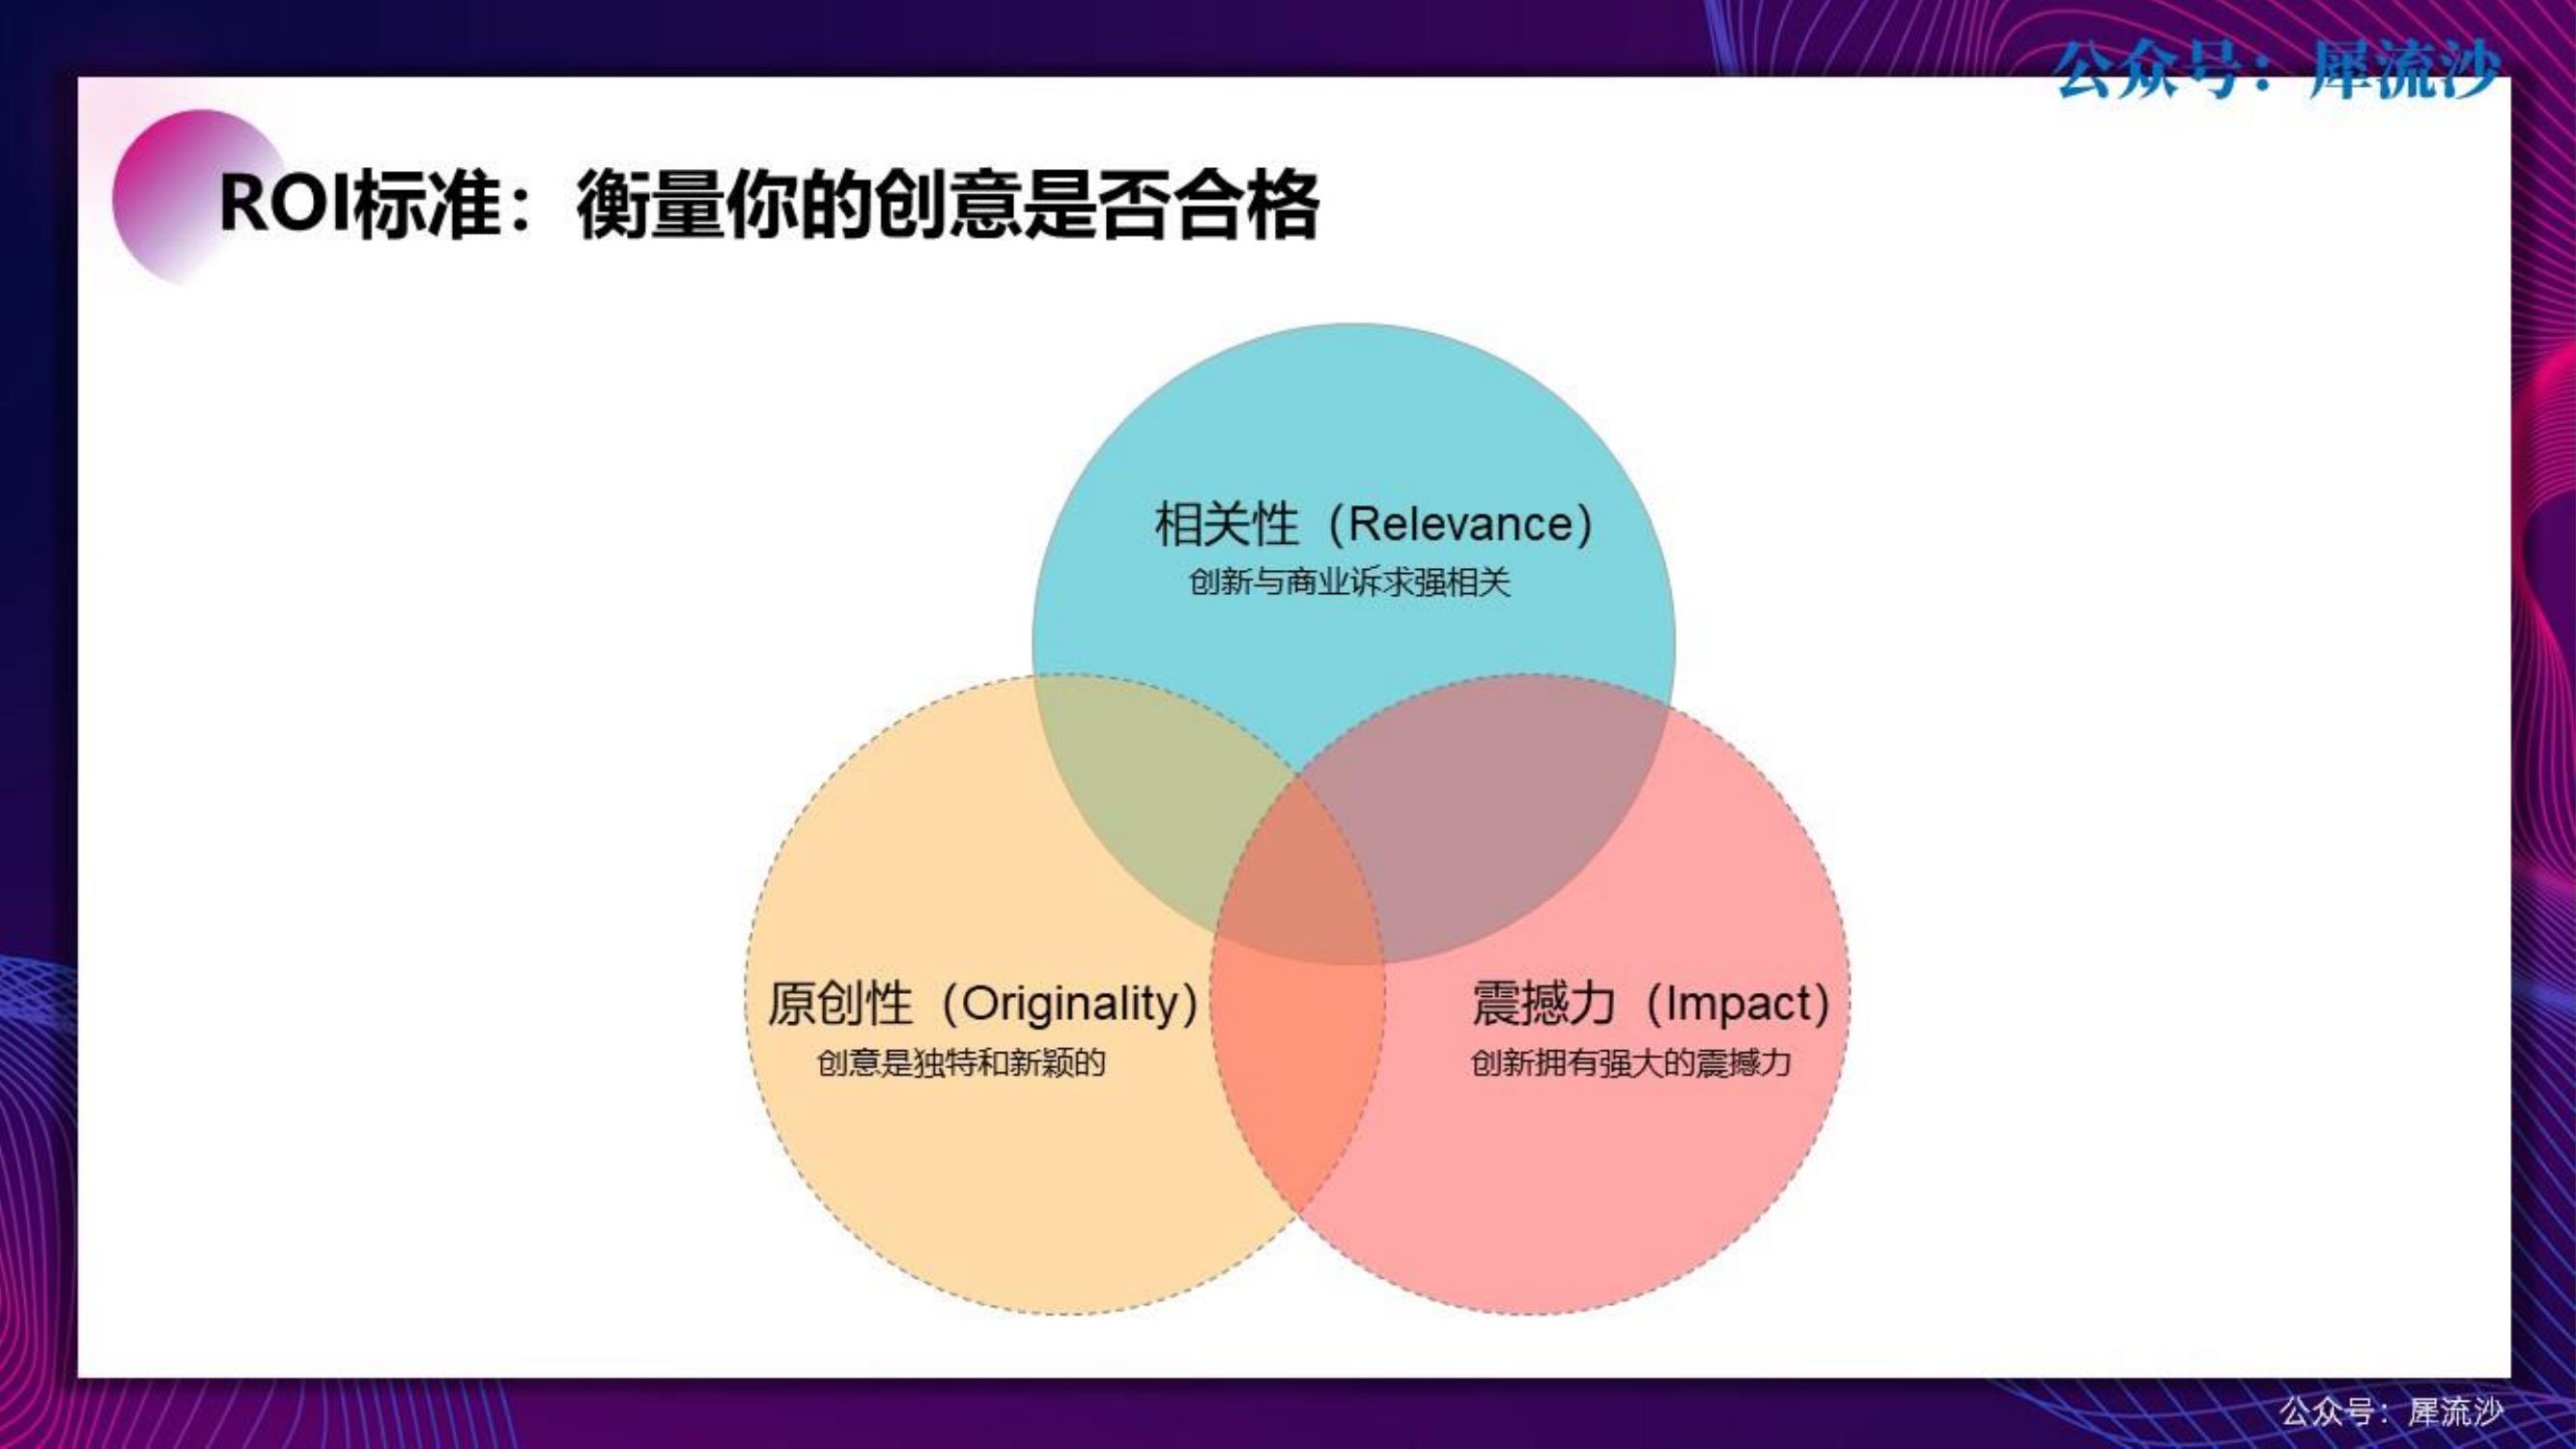 公众号：犀流沙
ROI标准：衡量你的创意是否合格
相关性（Relevance）
创新与商业诉求强相关
原创性（Originality）
创意是独特和新颖的
震撼力（Impact）
创新拥有强大的震撼力
公众号：犀流沙